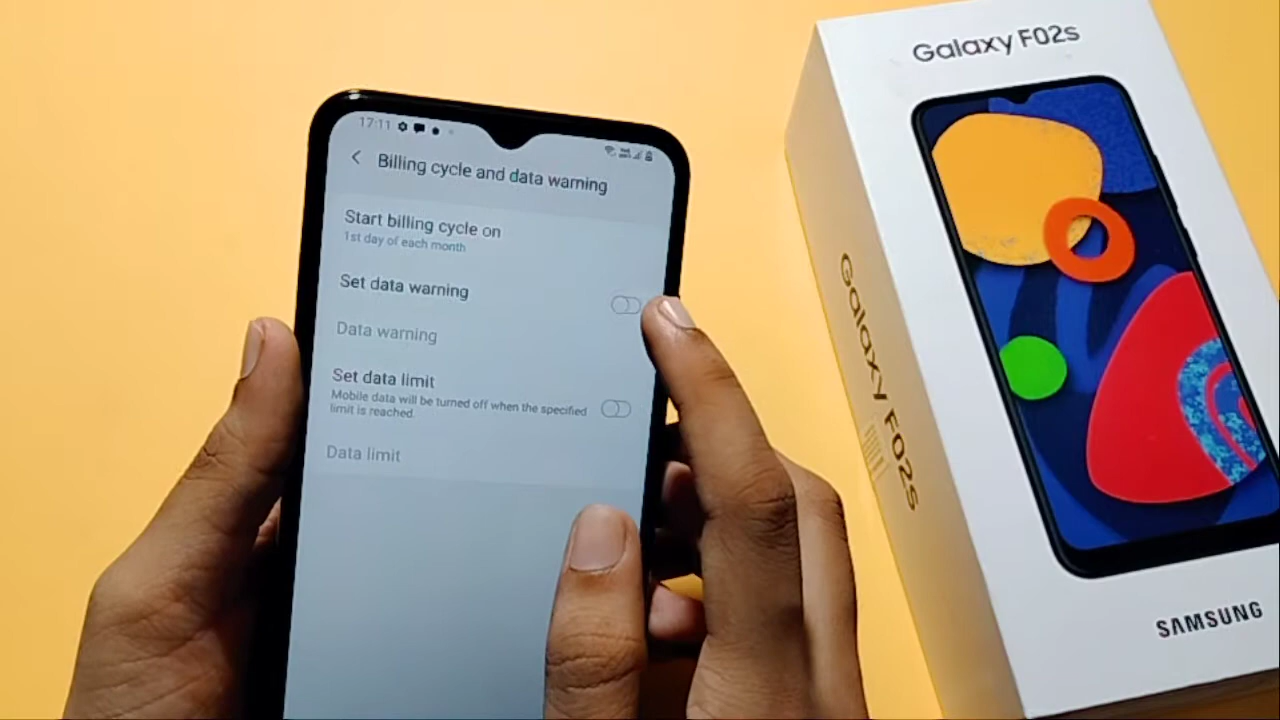 17:11
Billing cycle and data warning
Start billing cycle on
1st day of each month
Set data warning
Data warning
Set data limit
Mobile data will be turned off when the specified
limit is reached.
Data limit
Galaxy F02s
Galaxy F02s
SAMSUNG